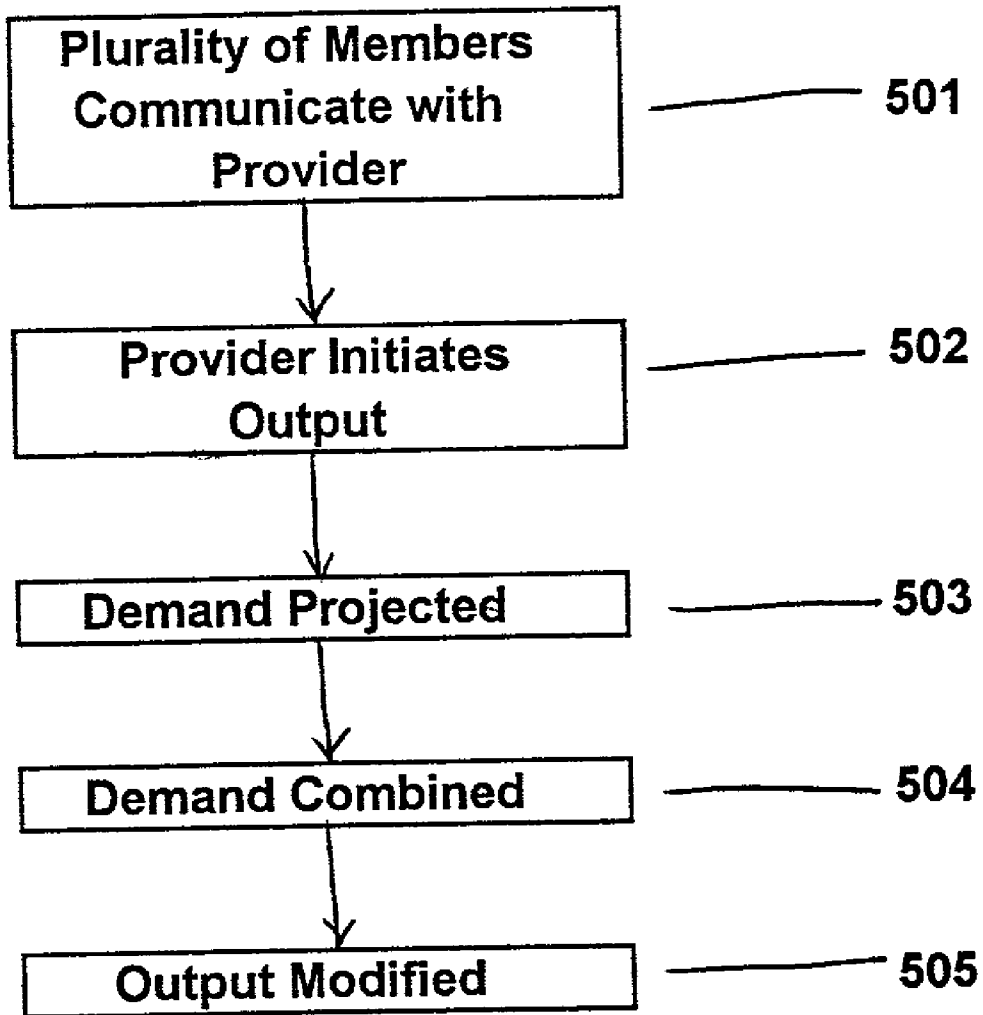 Plurality of Members
Communicate with
Provider
501
Provider Initiates
Output
502
Demand Projected
503
Demand Combined
504
Output Modified
505